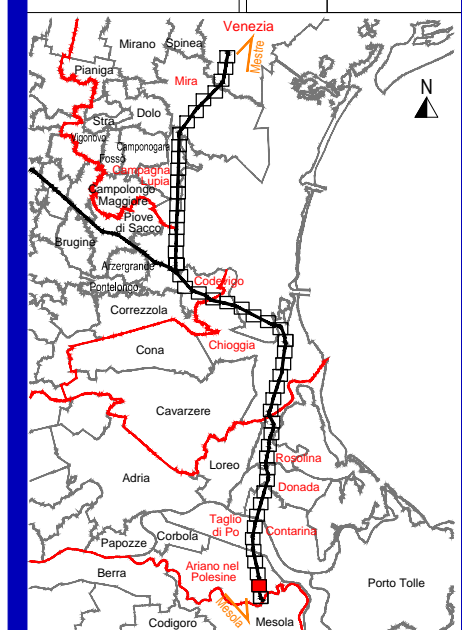 Venezia
Mirano
Spinea
Mestre
Pianiga
Mira
N
Dolo
Stra
Vigonovo
Camponogara
Fossò
Campagna
Lupia
Campolongo
Maggiore
Piove
di Sacco
Brugine
Arzergrande
Codevigo
Pontelongo
Correzzola
Cona
Chioggia
Cavarzere
Rosolina
Loreo
Adria
Donada
Taglio
di Po
Contarina
Corbola
Papozze
Berra
Ariano nel
Polesine
Porto Tolle
Mesola
Mesola
Codigoro